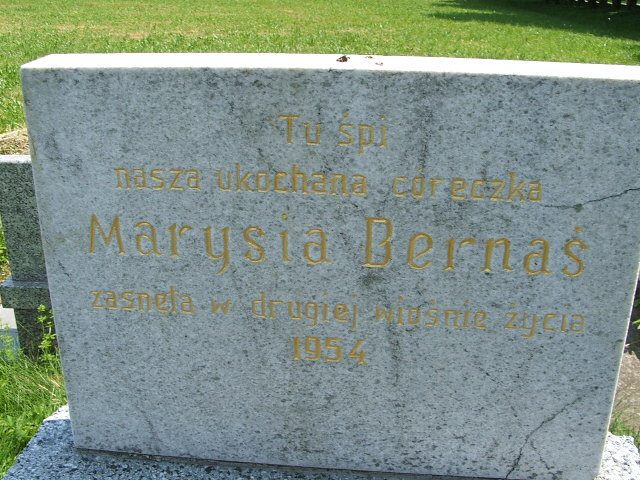 Tu śpi
nasza ukochana córeczka
Marysia Bernaś
zasnęła w drugiej wiośnie życia
1954